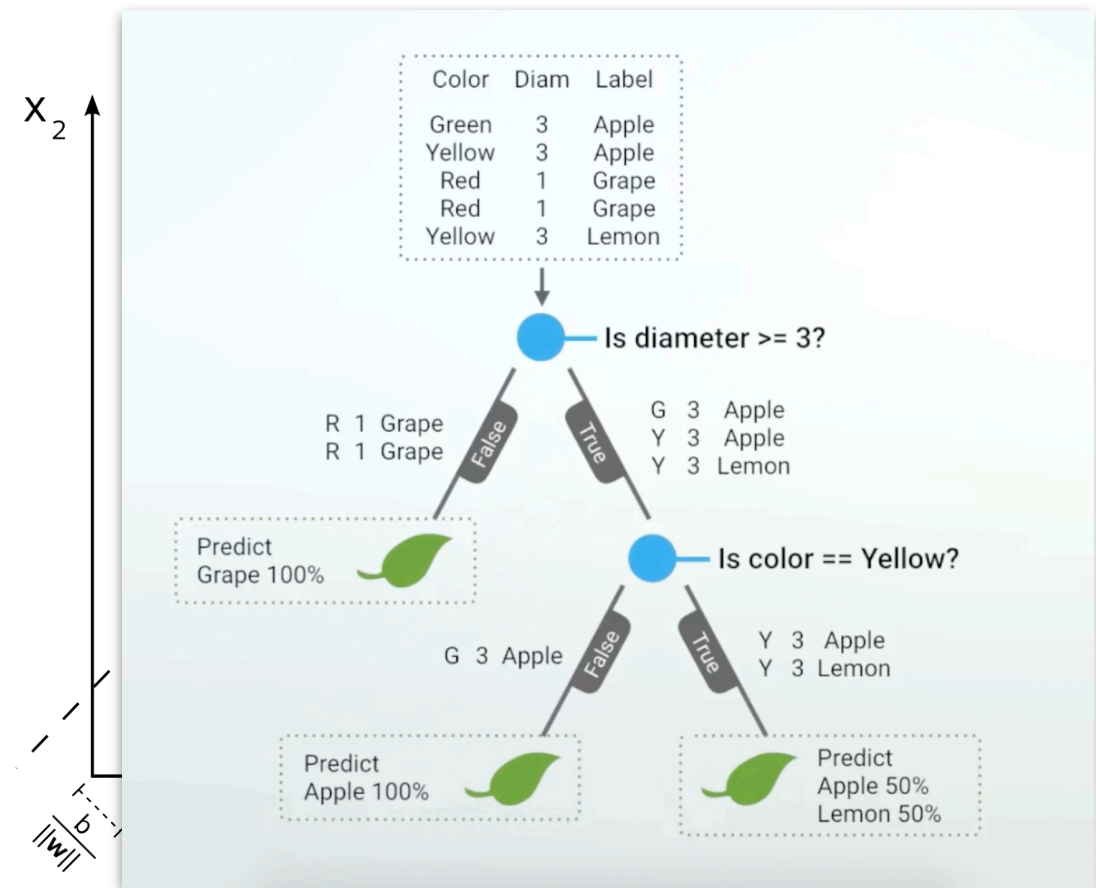 X2
Color Diam Label
Green 3 Apple
Yellow 3 Apple
Red 1 Grape
Red 1 Grape
Yellow 3 Lemon
Is diameter >= 3?
R 1 Grape
R 1 Grape
False
True
G 3 Apple
Y 3 Apple
Y 3 Lemon
Predict
Grape 100%
Is color == Yellow?
G 3 Apple
False
True
Y 3 Apple
Y 3 Lemon
Predict
Apple 100%
Predict
Apple 50%
Lemon 50%
b
||w||